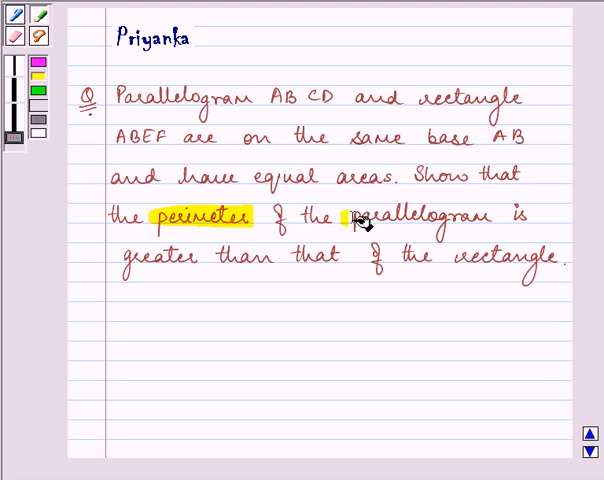 Priyanka
Q Parallelogram ABCD and rectangle
ABEF are on the same base AB
and have equal areas. Show that
the perimeter of the parallelogram is
greater than that of the rectangle.